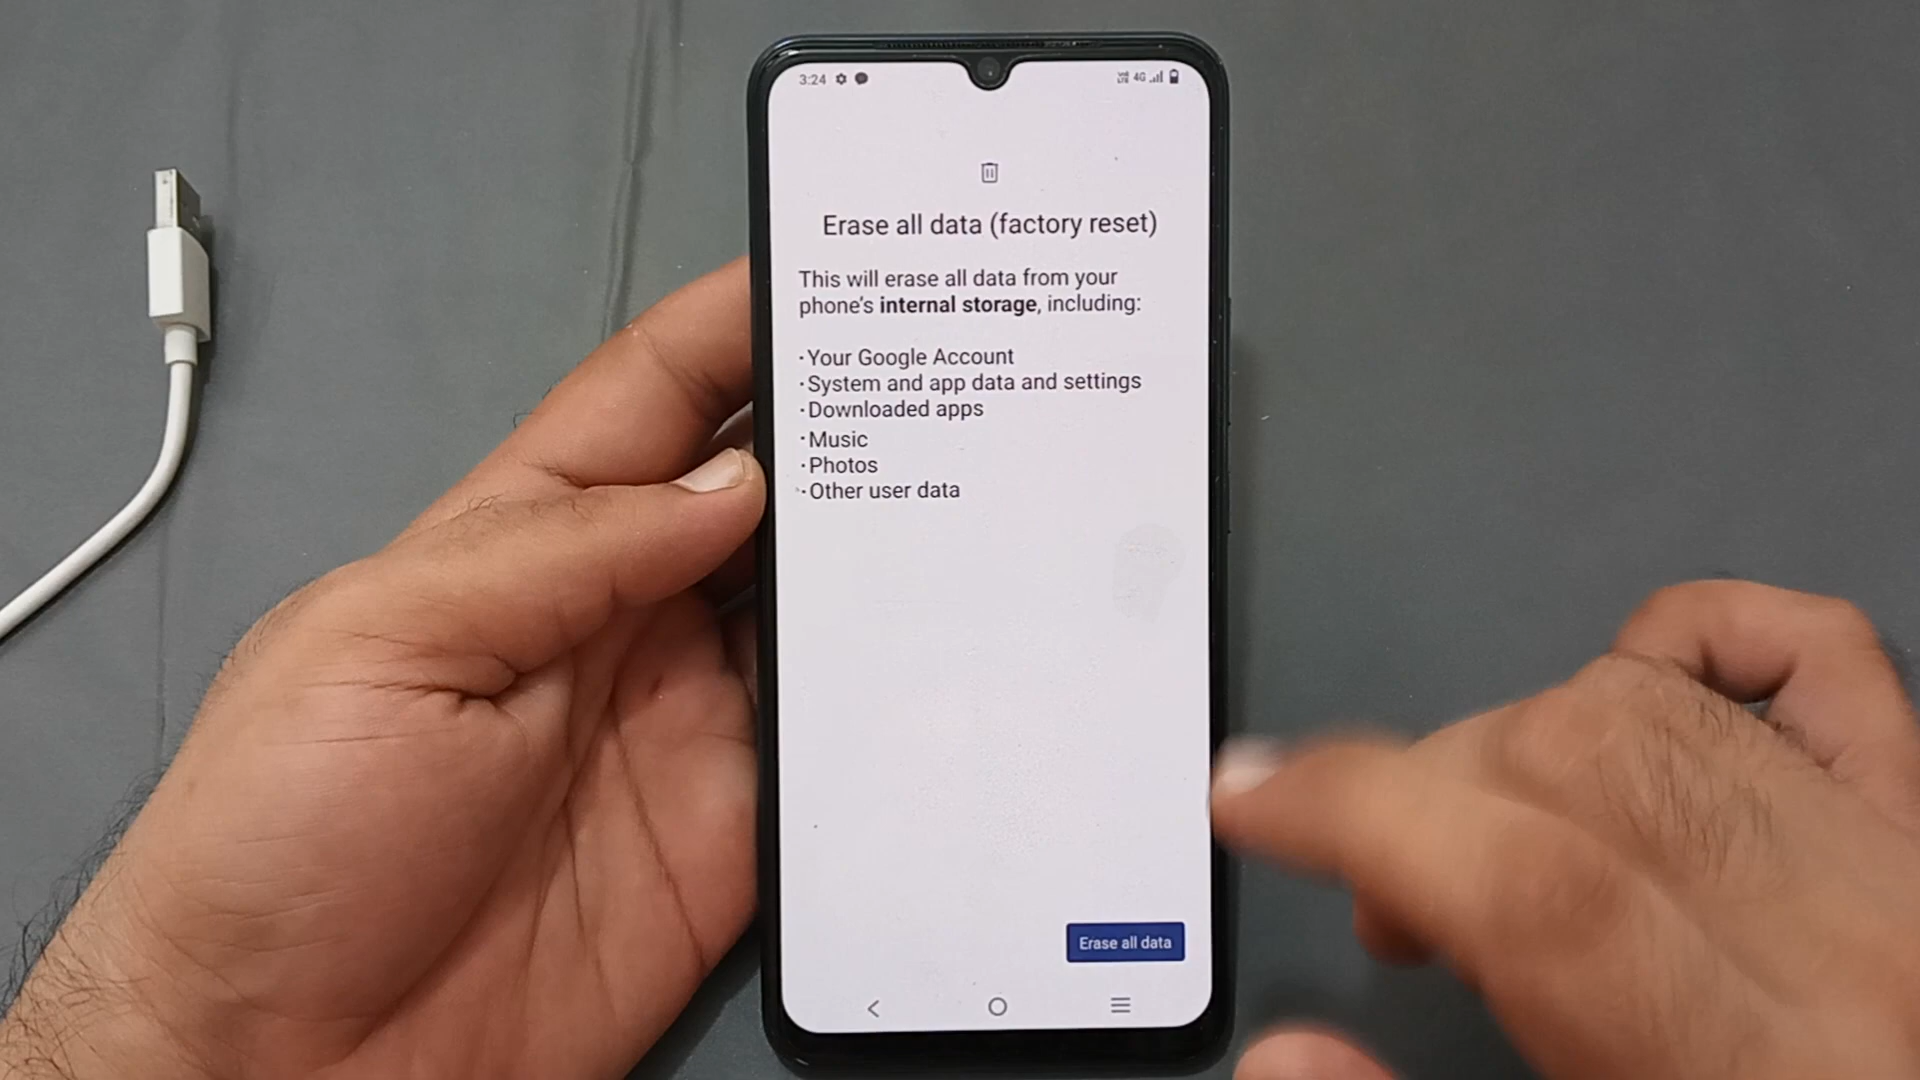 3:24 4G
Erase all data (factory reset)
This will erase all data from your
phone's internal storage, including:
·Your Google Account
·System and app data and settings
·Downloaded apps
·Music
·Photos
·Other user data
Erase all data